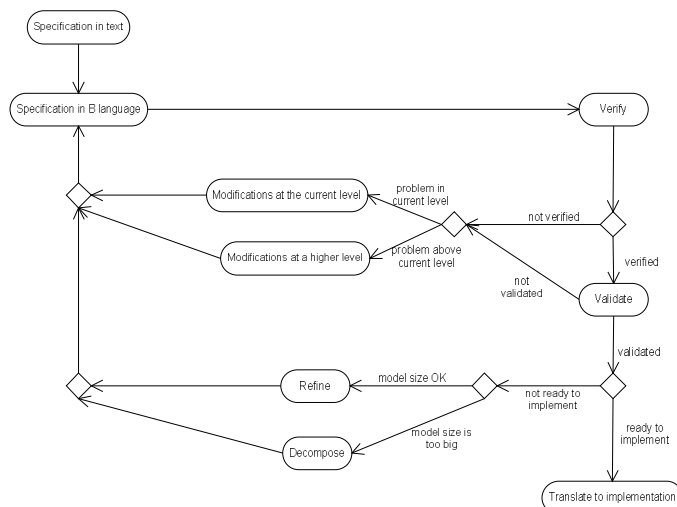 Specification in text
Specification in B language
Verify
Modifications at the current level
problem in
current level
not verified
Modifications at a higher level
problem above
current level
verified
not
validated
Validate
validated
Refine
model size OK
not ready to
implement
model size is
too big
ready to
implement
Decompose
Translate to implementation